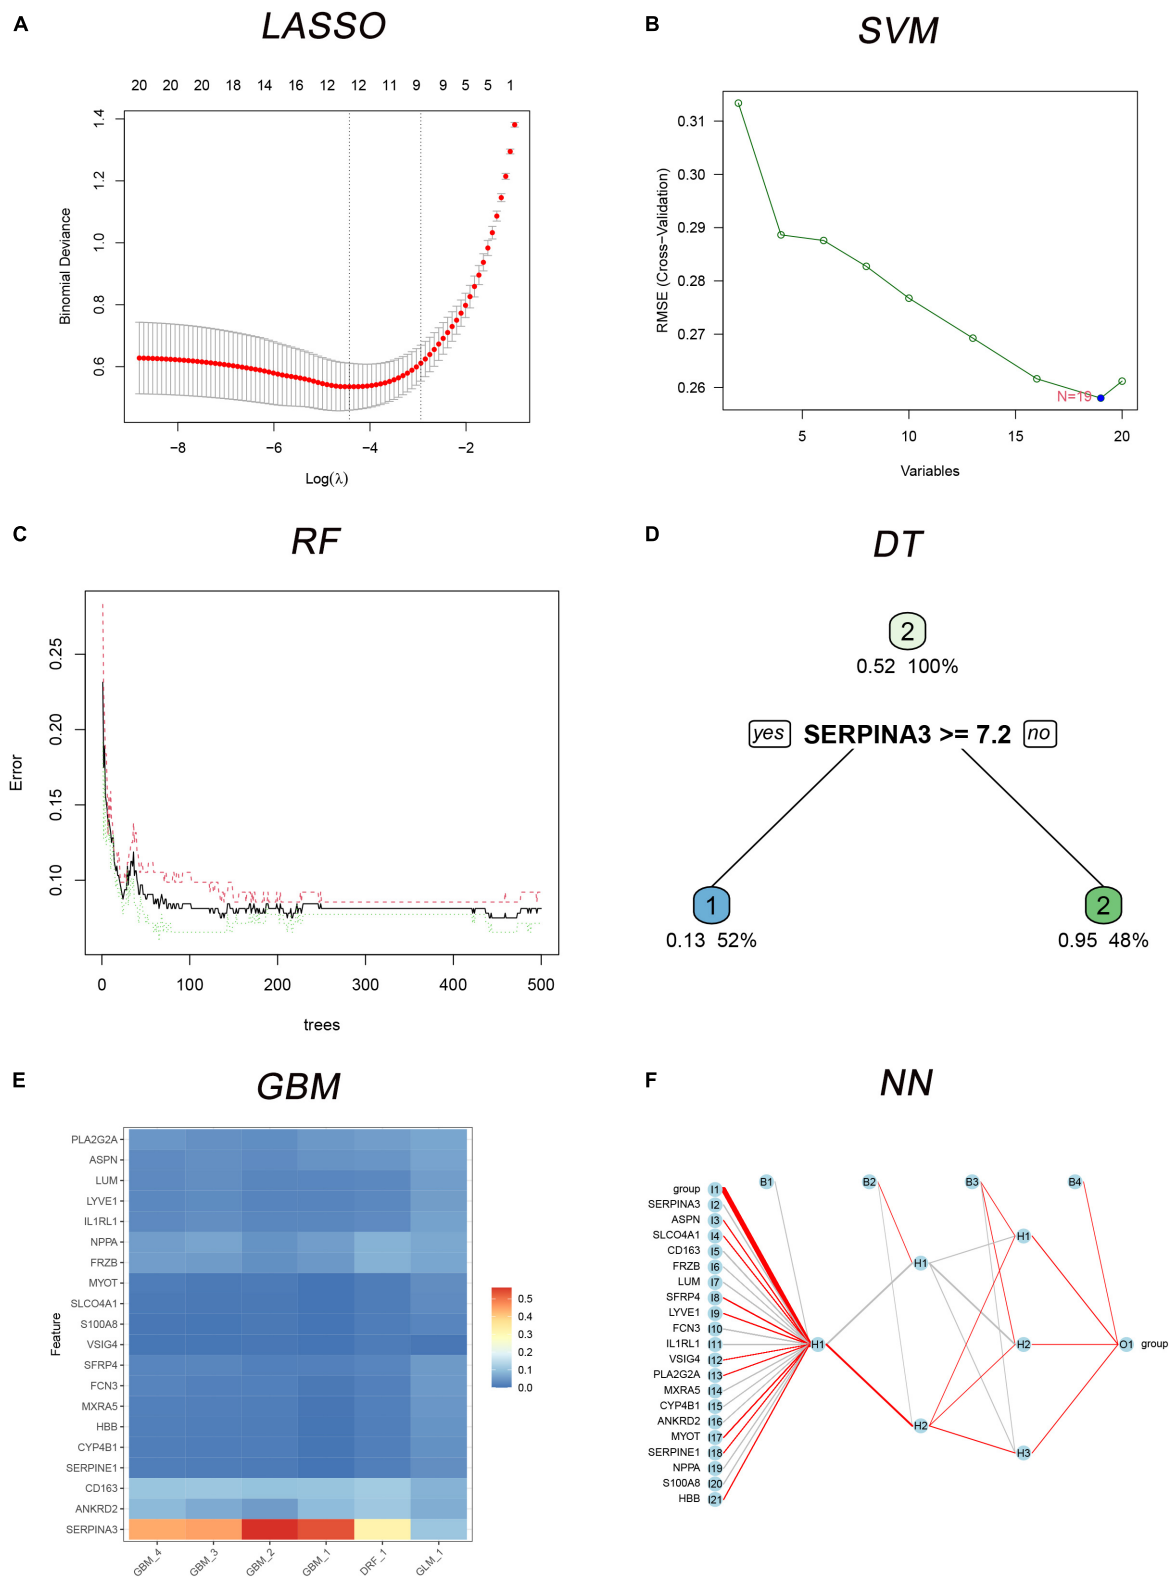 A
LASSO
20 20 20 18 14 16 12 12 11 9 9 5 5 1
1.4
1.2
1.0
0.8
0.6
Binomial Deviance
−8 −6 −4 −2
Log(λ)
B
SVM
0.31
0.30
0.29
0.28
0.27
0.26
RMSE (Cross−Validation)
N=19
5 10 15 20
Variables
C
RF
0.25
0.20
0.15
0.10
Error
0 100 200 300 400 500
trees
D
DT
2
0.52 100%
yes SERPINA3 >= 7.2 no
1
0.13 52%
2
0.95 48%
E
GBM
Feature
PLA2G2A
ASPN
LUM
LYVE1
IL1RL1
NPPA
FRZB
MYOT
SLCO4A1
S100A8
VSIG4
SFRP4
FCN3
MXRA5
HBB
CYP4B1
SERPINE1
CD163
ANKRD2
SERPINA3
GBM_4 GBM_3 GBM_2 GBM_1 DRF_1 GLM_1
0.5
0.4
0.3
0.2
0.1
0.0
F
NN
B1 B2 B3 B4
group I1
SERPINA3 I2
ASPN I3
SLCO4A1 I4
CD163 I5
FRZB I6
LUM I7
SFRP4 I8
LYVE1 I9
FCN3 I10
IL1RL1 I11
VSIG4 I12
PLA2G2A I13
MXRA5 I14
CYP4B1 I15
ANKRD2 I16
MYOT I17
SERPINE1 I18
NPPA I19
S100A8 I20
HBB I21
H1
H1
H2
H1
H2
H3
O1 group